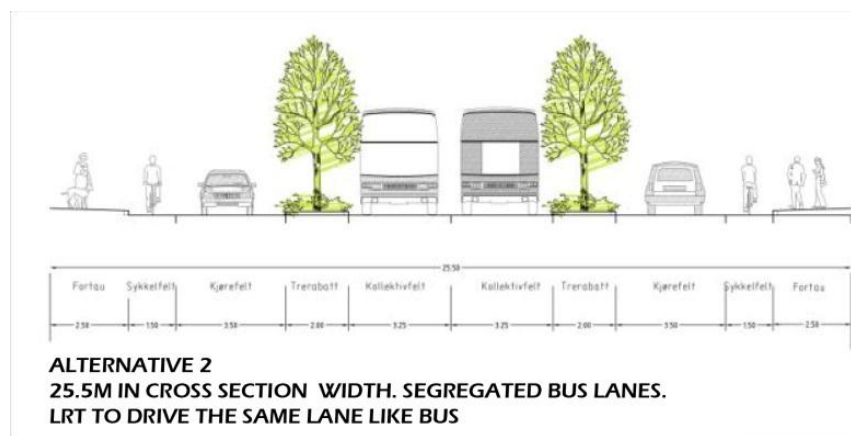 25.50
Fortau Sykkelfelt Kjørefelt Trerabatt Kollektivfelt Kollektivfelt Trerabatt Kjørefelt Sykkelfelt Fortau
2.50 1.50 3.50 2.00 3.25 3.25 2.00 3.50 1.50 2.50
ALTERNATIVE 2
25.5M IN CROSS SECTION WIDTH. SEGREGATED BUS LANES.
LRT TO DRIVE THE SAME LANE LIKE BUS